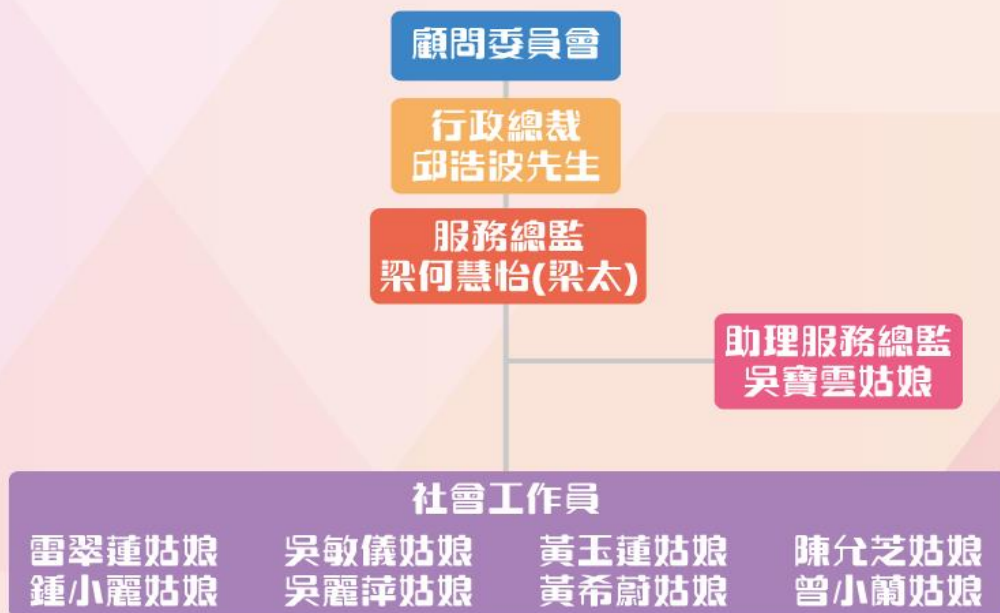 顧問委員會
行政總裁
邱浩波先生
服務總監
梁何慧怡(梁太)
助理服務總監
吳寶雲姑娘
社會工作員
雷翠蓮姑娘 吳敏儀姑娘 黃玉蓮姑娘 陳允芝姑娘
鍾小麗姑娘 吳麗萍姑娘 黃希蔚姑娘 曾小蘭姑娘